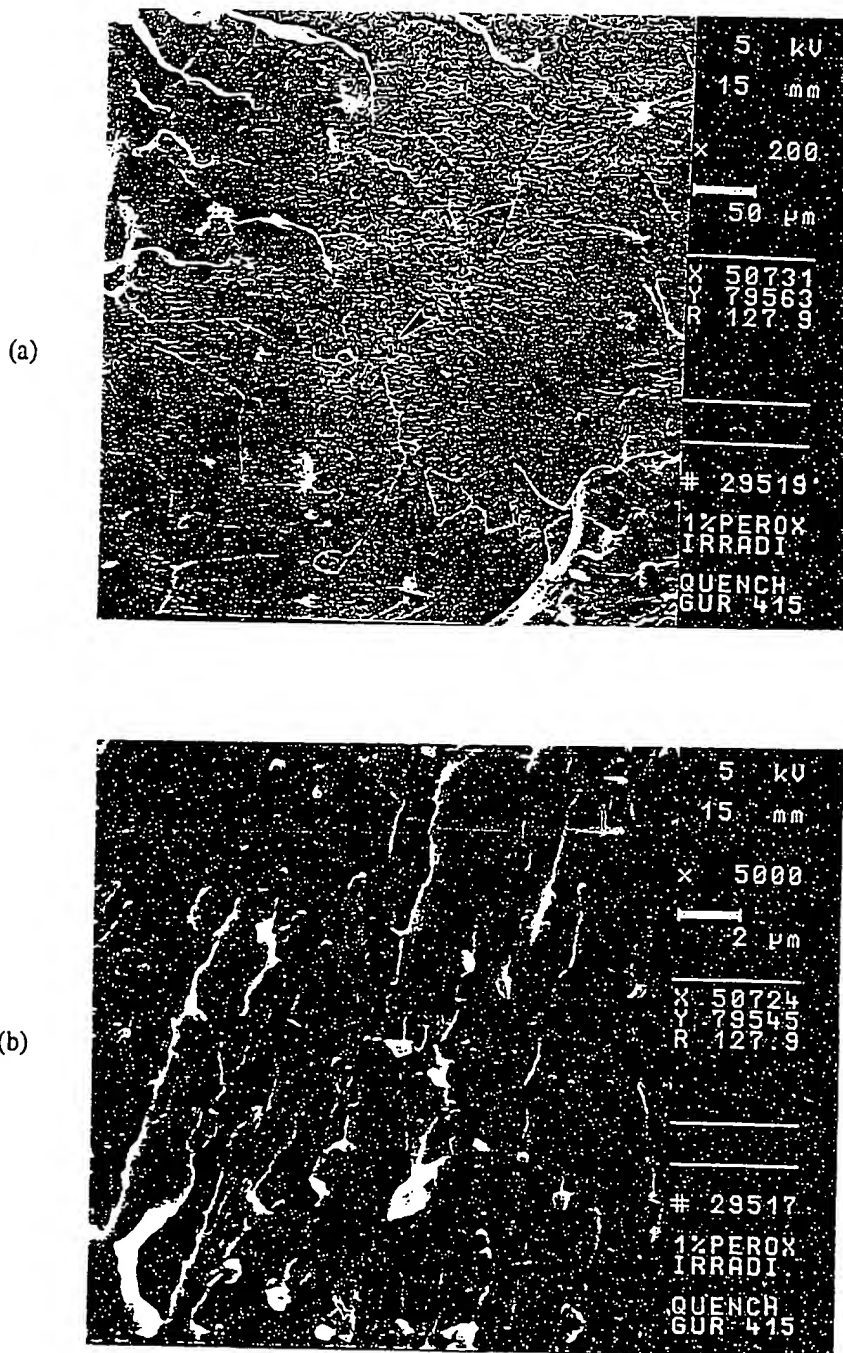 (a)
5 kV
15 mm
x 200
50 µm
X 50731
Y 79563
R 127.9
# 29519
1%PEROX
IRRADI.
QUENCH
GUR 415
(b)
5 kV
15 mm
x 5000
2 µm
X 50724
Y 79545
R 127.9
# 29517
1%PEROX
IRRADI.
QUENCH
GUR 415